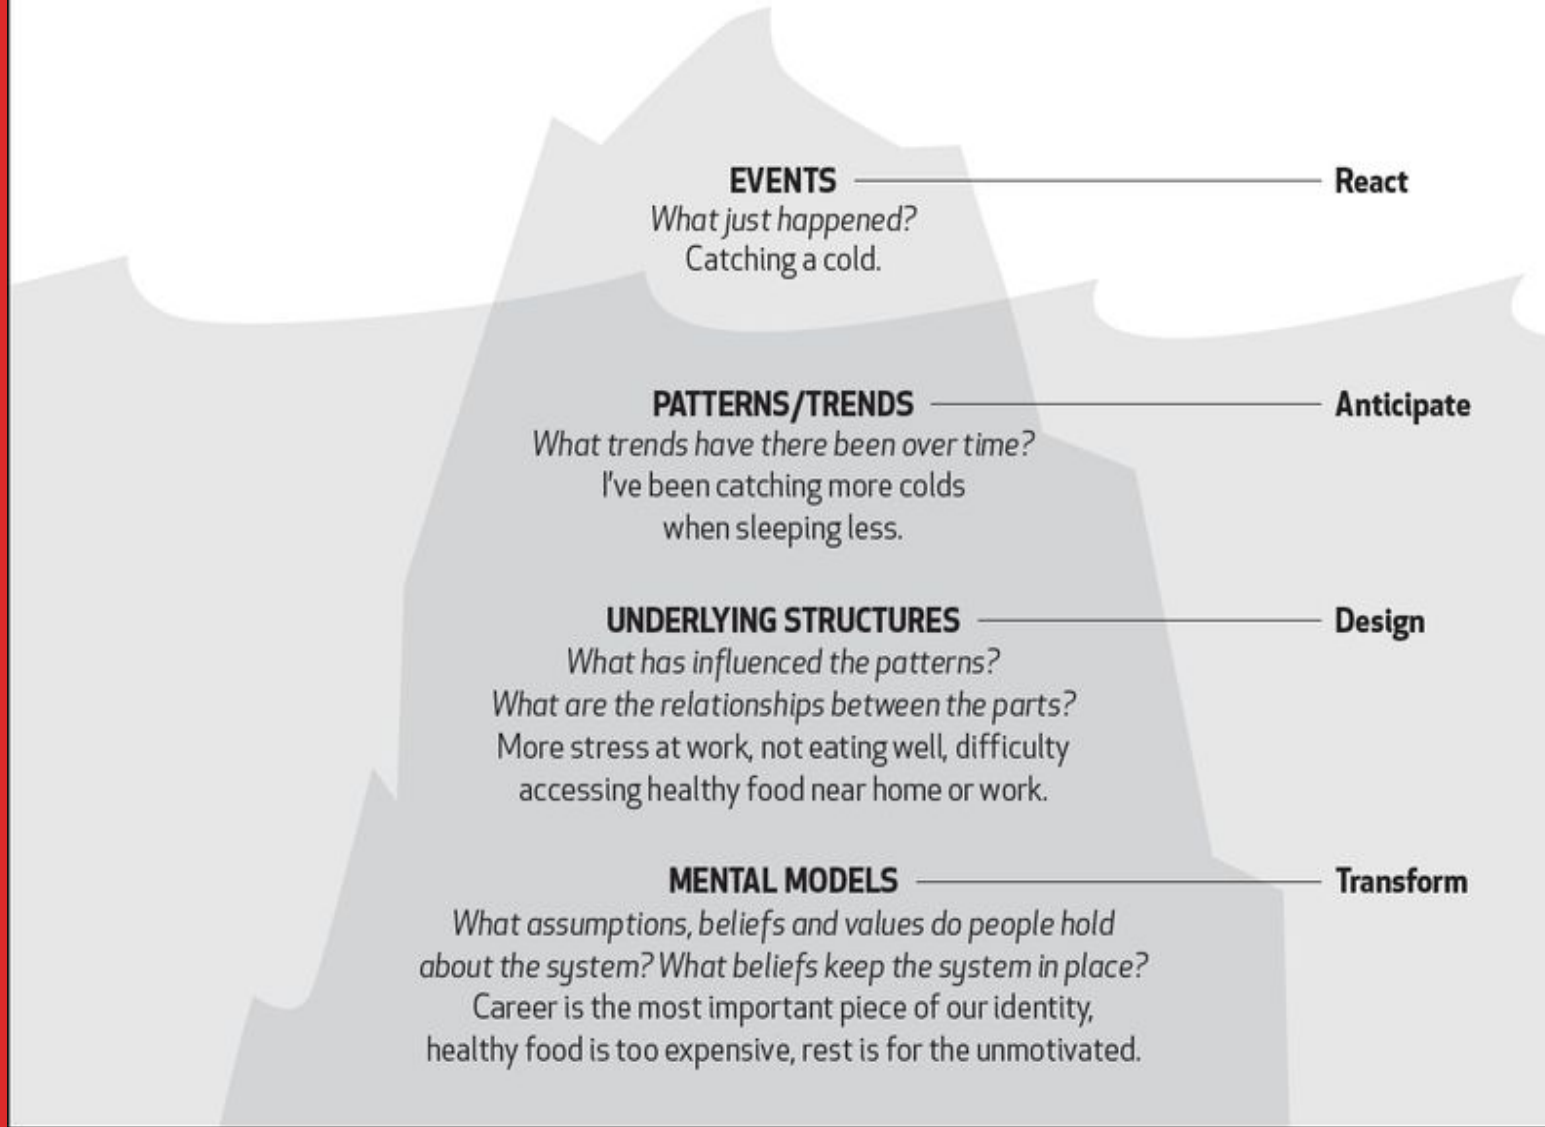 EVENTS
React
What just happened?
Catching a cold.
PATTERNS/TRENDS
Anticipate
What trends have there been over time?
I've been catching more colds
when sleeping less.
UNDERLYING STRUCTURES
Design
What has influenced the patterns?
What are the relationships between the parts?
More stress at work, not eating well, difficulty
accessing healthy food near home or work.
MENTAL MODELS
Transform
What assumptions, beliefs and values do people hold
about the system? What beliefs keep the system in place?
Career is the most important piece of our identity,
healthy food is too expensive, rest is for the unmotivated.